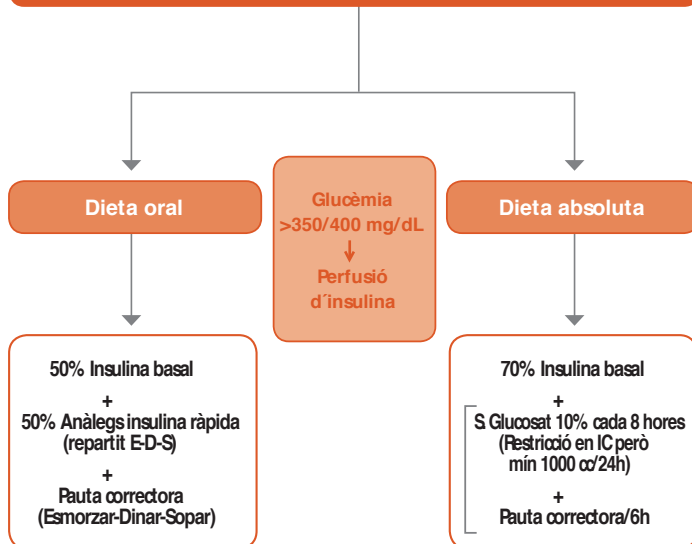 Dieta oral
Glucèmia
>350/400 mg/dL
↓
Perfusió
d´insulina
Dieta absoluta
50% Insulina basal
+
50% Anàlegs insulina ràpida
(repartit E-D-S)
+
Pauta correctora
(Esmorzar-Dinar-Sopar)
70% Insulina basal
+
S. Glucosat 10% cada 8 hores
(Restricció en IC però
mín 1000 cc/24h)
+
Pauta correctora/6h